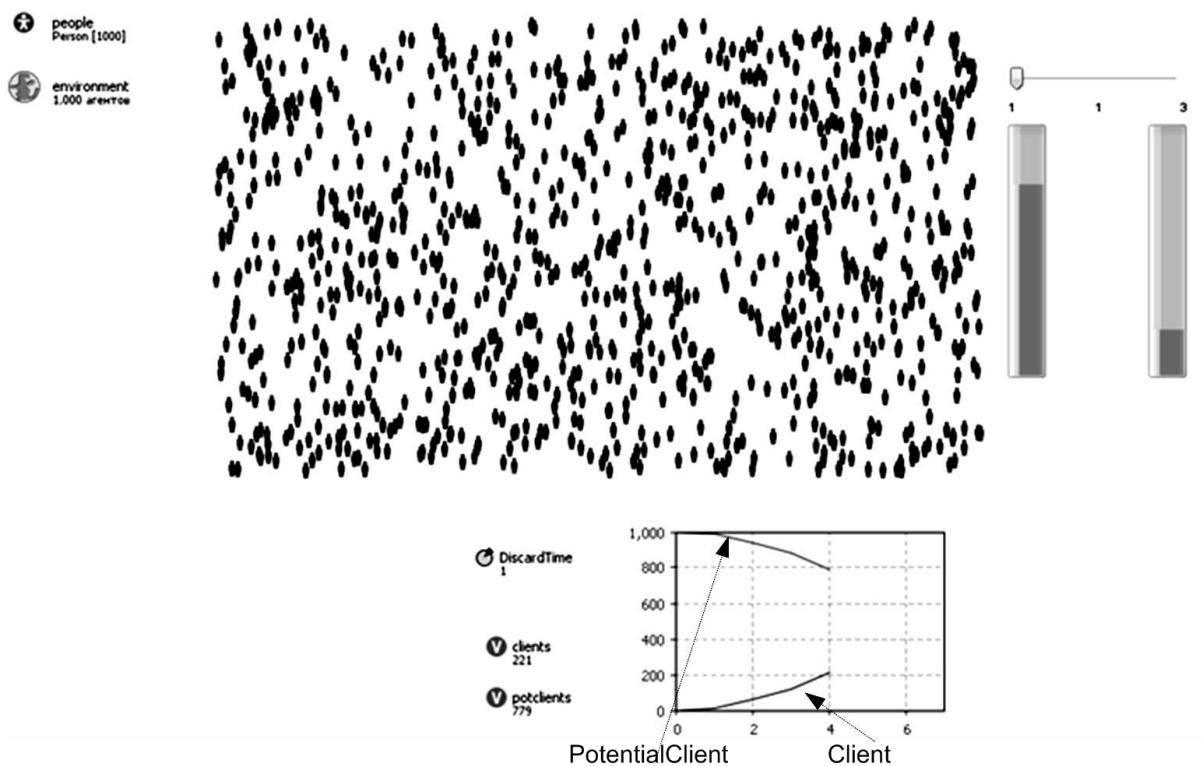 people
Person [1000]
environment
1.000 агентов
1 1 3
DiscardTime
1
clients
221
potclients
779
1,000
800
600
400
200
0
0 2 4 6
PotentialClient Client